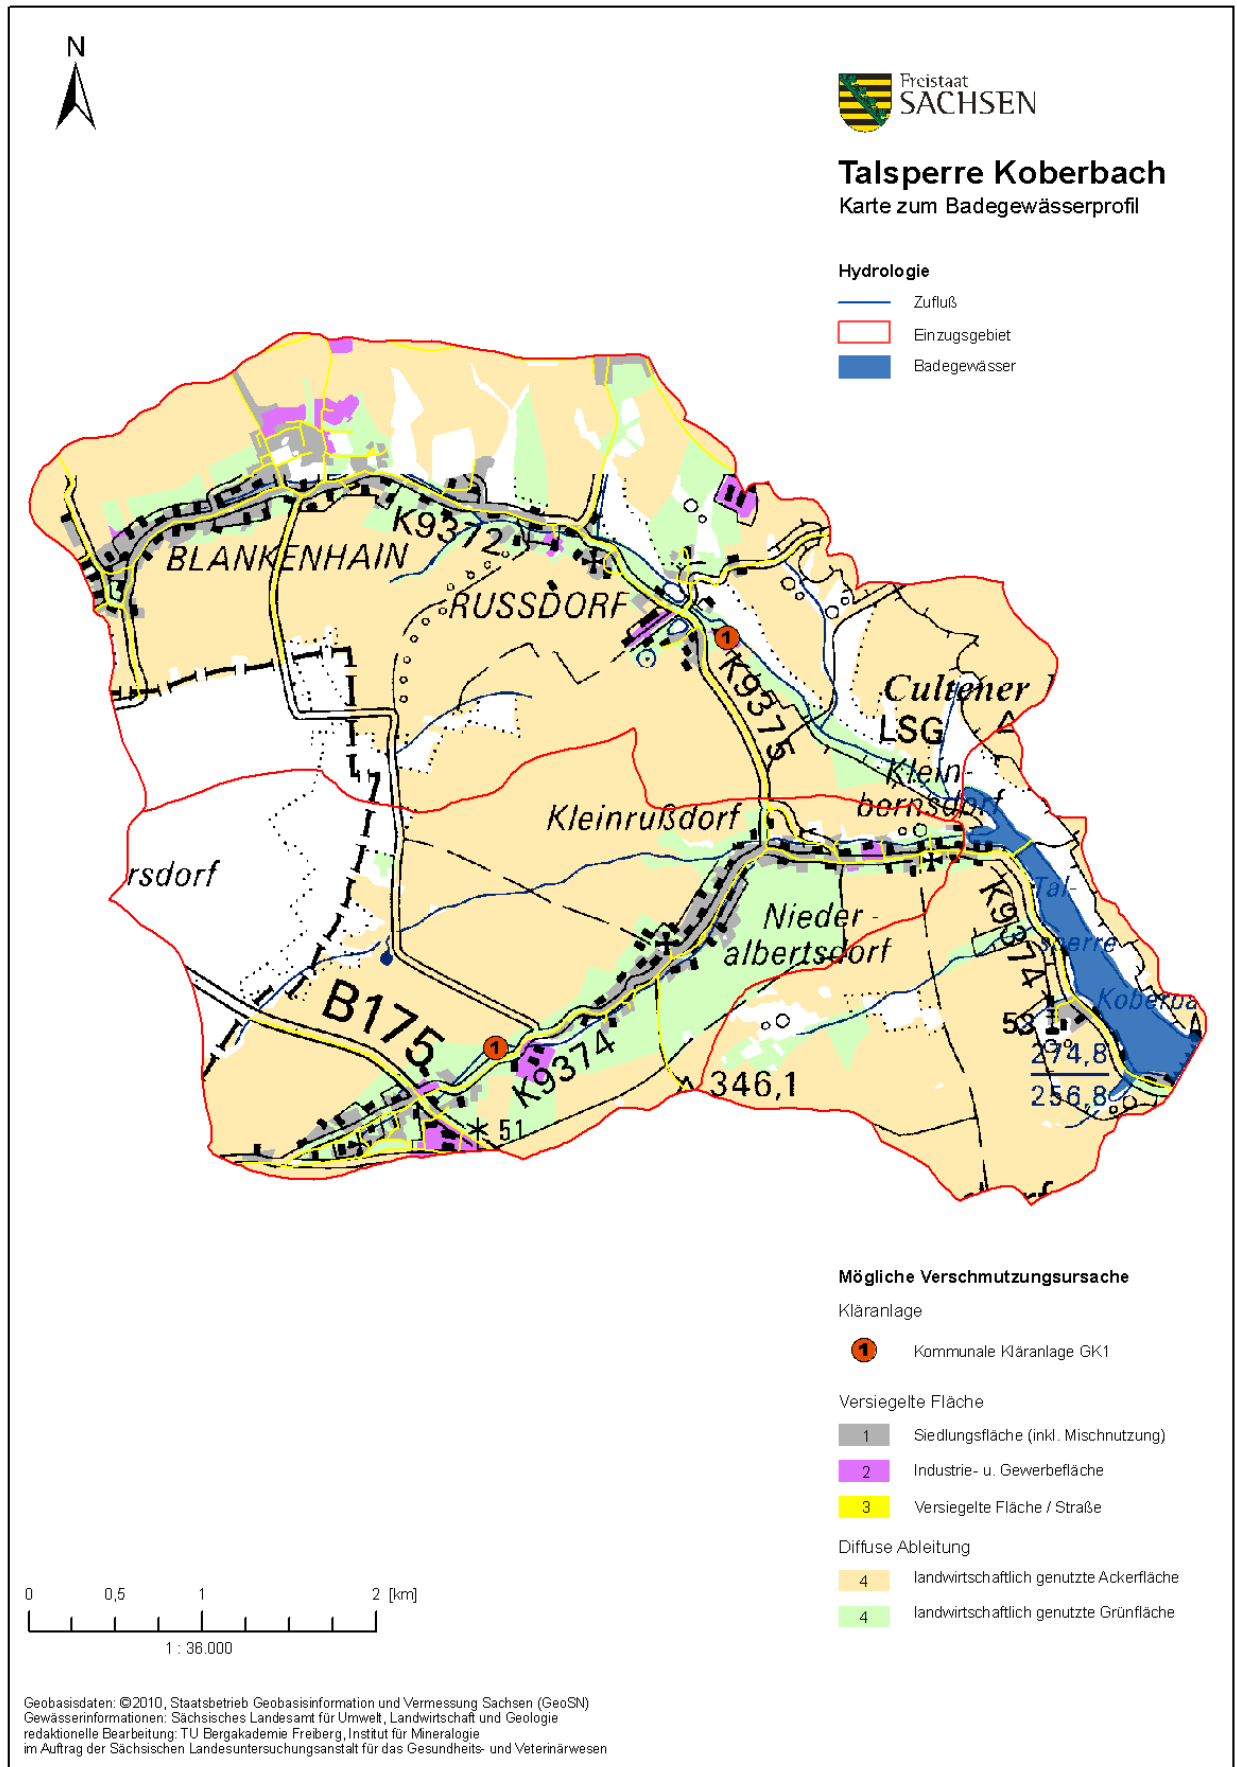 N
Freistaat
SACHSEN
Talsperre Koberbach
Karte zum Badegewässerprofil
Hydrologie
Zufluß
Einzugsgebiet
Badegewässer
BLANKENHAIN
K9372
RUSSDORF
1
K9375
Cultener
LSG
Klein-
bernsdorf
Kleinrußdorf
rsdorf
Nieder-
albertsdorf
K9374
Tal-
sperre
Koberba
B175
1
K9374
53
274,8
256,8
346,1
51
Mögliche Verschmutzungsursache
Kläranlage
1 Kommunale Kläranlage GK1
Versiegelte Fläche
1 Siedlungsfläche (inkl. Mischnutzung)
2 Industrie- u. Gewerbefläche
3 Versiegelte Fläche / Straße
Diffuse Ableitung
4 landwirtschaftlich genutzte Ackerfläche
4 landwirtschaftlich genutzte Grünfläche
0 0,5 1 2 [km]
1 : 36.000
Geobasisdaten: ©2010, Staatsbetrieb Geobasisinformation und Vermessung Sachsen (GeoSN)
Gewässerinformationen: Sächsisches Landesamt für Umwelt, Landwirtschaft und Geologie
redaktionelle Bearbeitung: TU Bergakademie Freiberg, Institut für Mineralogie
im Auftrag der Sächsischen Landesuntersuchungsanstalt für das Gesundheits- und Veterinärwesen